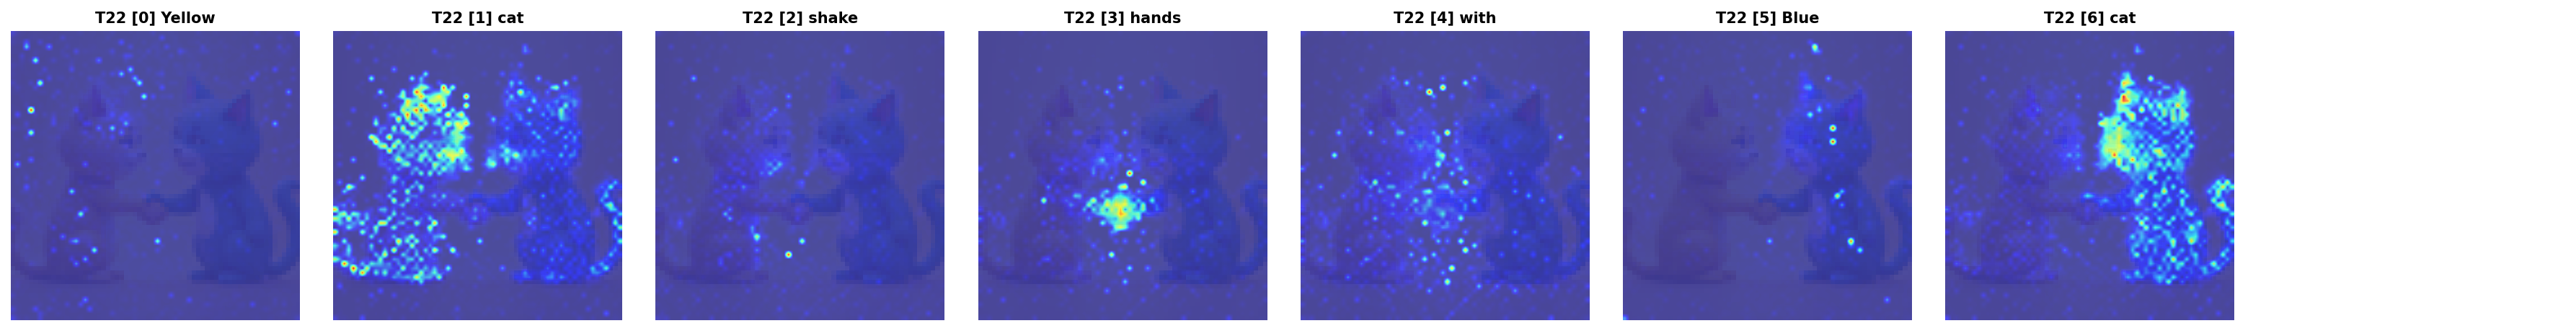 T22 [0] Yellow
T22 [1] cat
T22 [2] shake
T22 [3] hands
T22 [4] with
T22 [5] Blue
T22 [6] cat